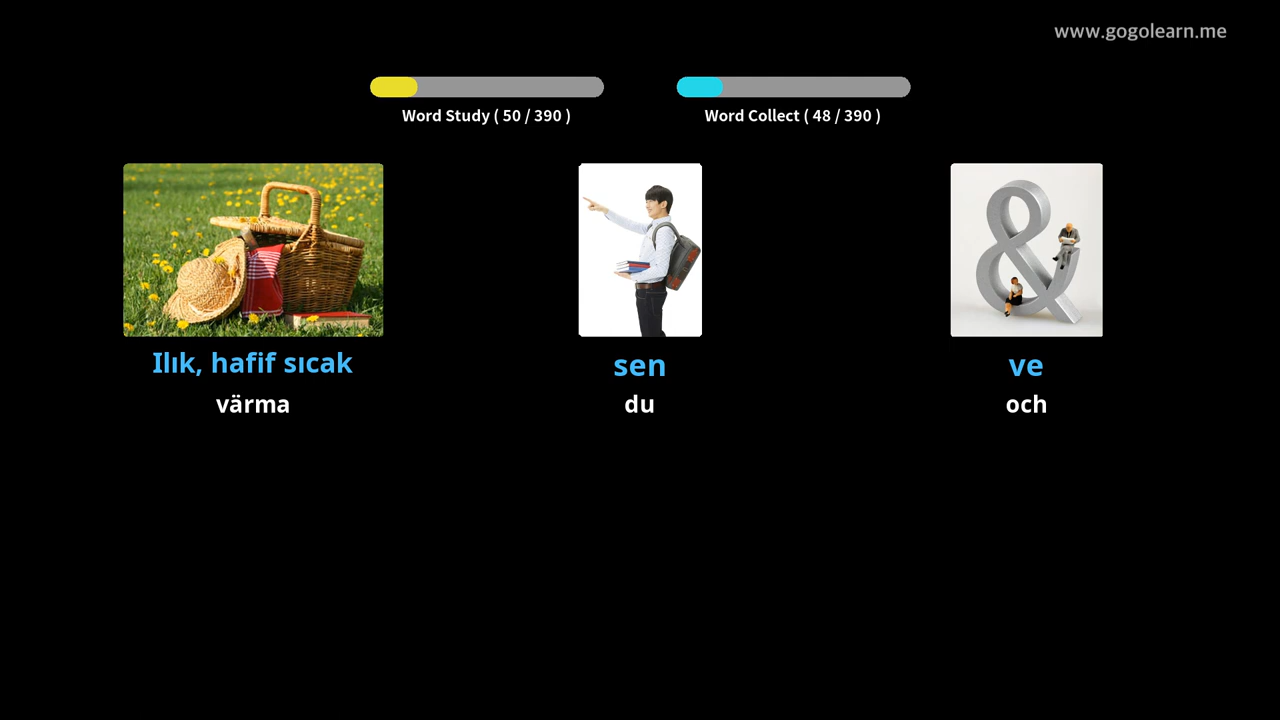 www.gogolearn.me
Word Study ( 50 / 390 )
Word Collect ( 48 / 390 )
Ilık, hafif sıcak
sen
ve
värma
du
och